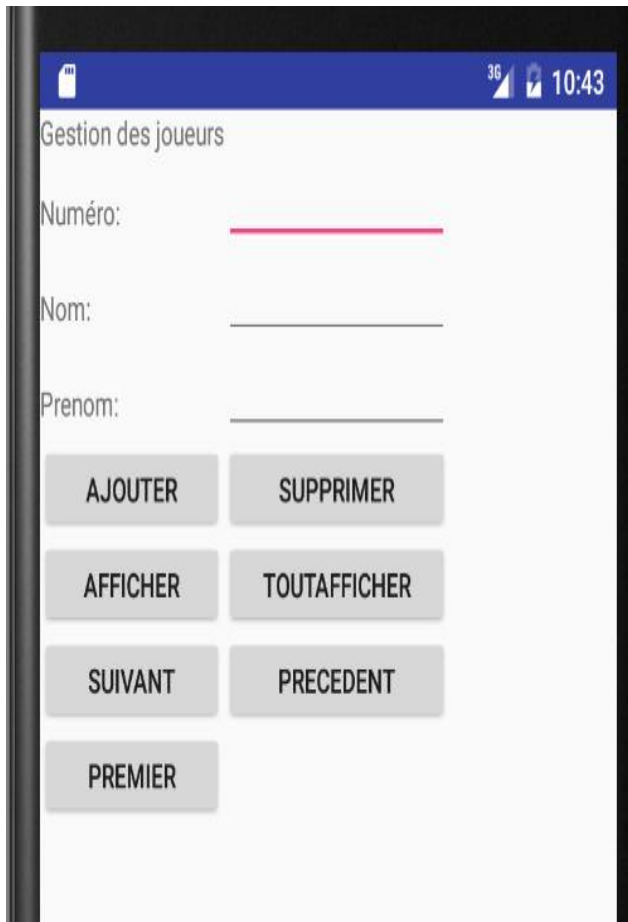 3G 10:43
Gestion des joueurs
Numéro:
Nom:
Prenom:
AJOUTER SUPPRIMER
AFFICHER TOUTAFFICHER
SUIVANT PRECEDENT
PREMIER